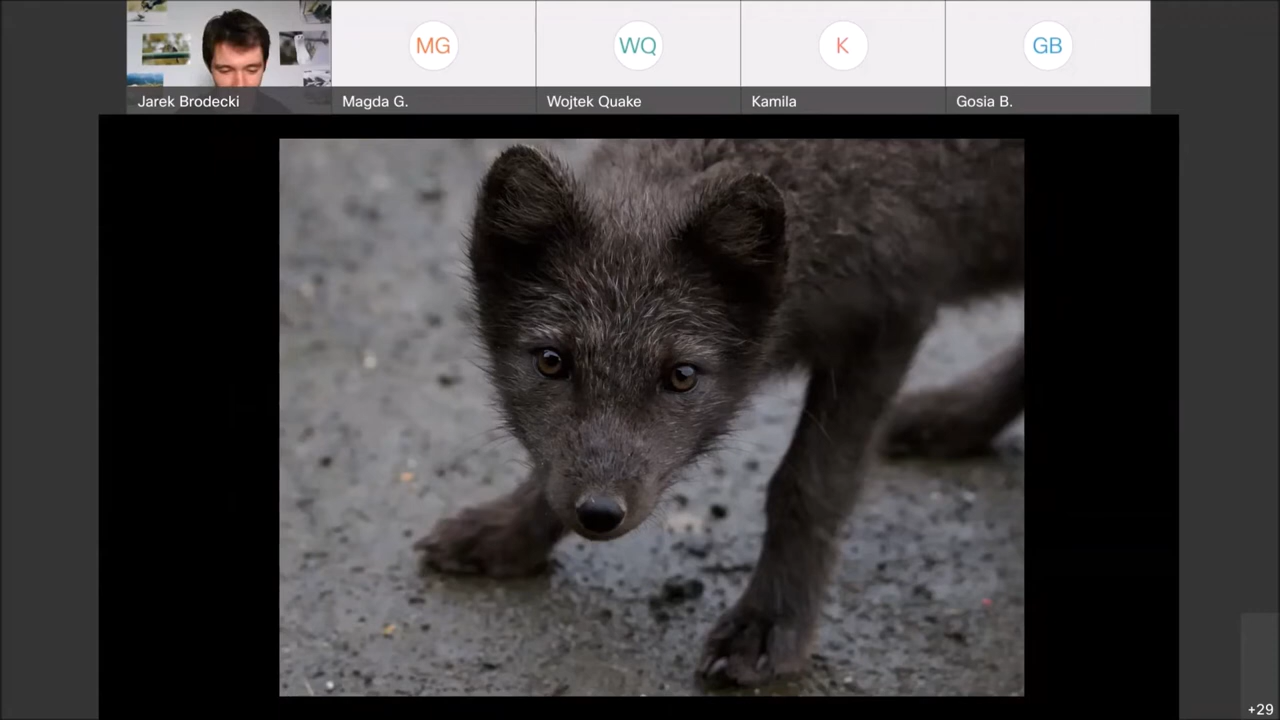 MG
WQ
K
GB
Jarek Brodecki
Magda G.
Wojtek Quake
Kamila
Gosia B.
+29